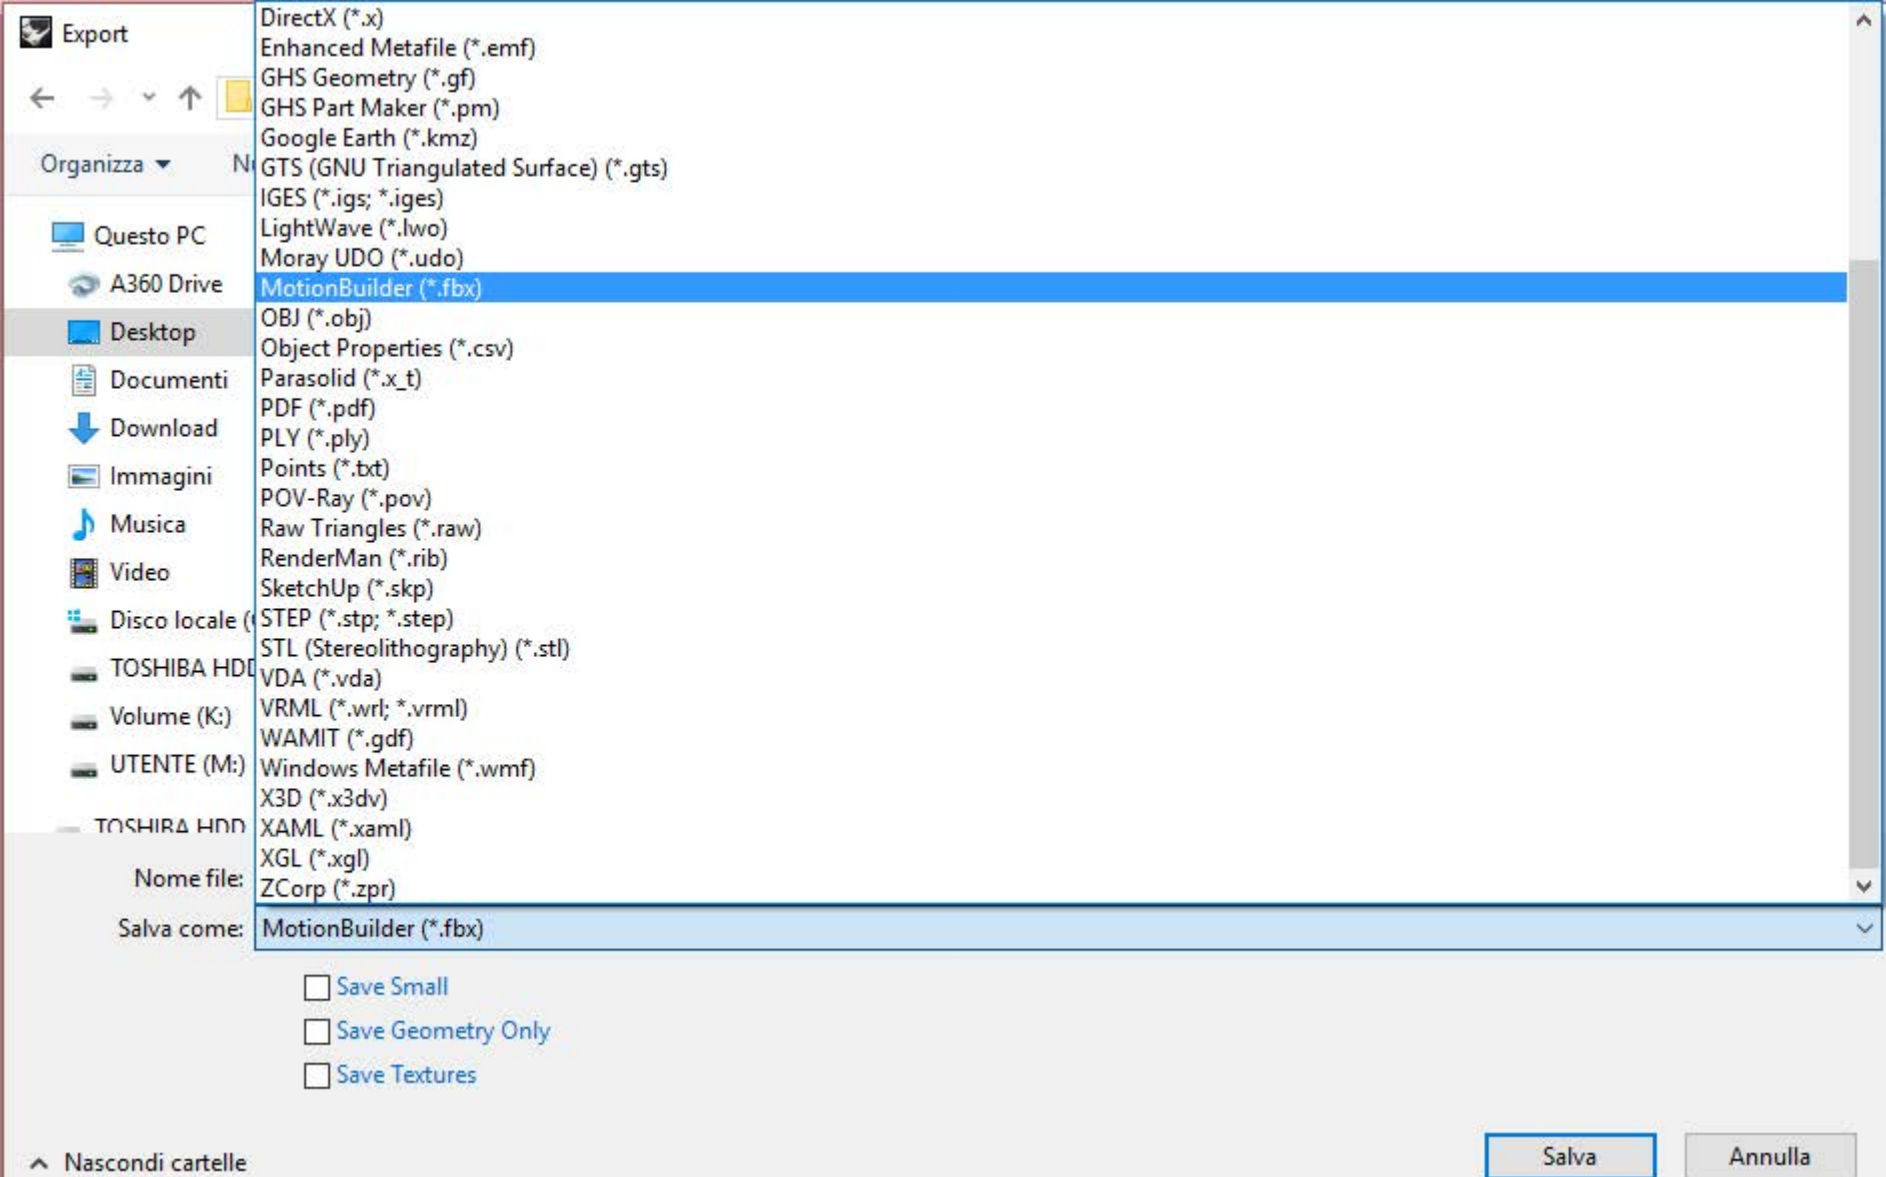 Export
DirectX (*.x)
Enhanced Metafile (*.emf)
GHS Geometry (*.gf)
GHS Part Maker (*.pm)
Google Earth (*.kmz)
GTS (GNU Triangulated Surface) (*.gts)
IGES (*.igs; *.iges)
LightWave (*.lwo)
Moray UDO (*.udo)
MotionBuilder (*.fbx)
OBJ (*.obj)
Object Properties (*.csv)
Parasolid (*.x_t)
PDF (*.pdf)
PLY (*.ply)
Points (*.txt)
POV-Ray (*.pov)
Raw Triangles (*.raw)
RenderMan (*.rib)
SketchUp (*.skp)
STEP (*.stp; *.step)
STL (Stereolithography) (*.stl)
VDA (*.vda)
VRML (*.wrl; *.vrml)
WAMIT (*.gdf)
Windows Metafile (*.wmf)
X3D (*.x3dv)
XAML (*.xaml)
XGL (*.xgl)
ZCorp (*.zpr)
Organizza
Questo PC
A360 Drive
Desktop
Documenti
Download
Immagini
Musica
Video
Disco locale (
TOSHIBA HDD
Volume (K:)
UTENTE (M:)
TOSHIBA HDD
Nome file:
Salva come: MotionBuilder (*.fbx)
Save Small
Save Geometry Only
Save Textures
Nascondi cartelle
Salva
Annulla